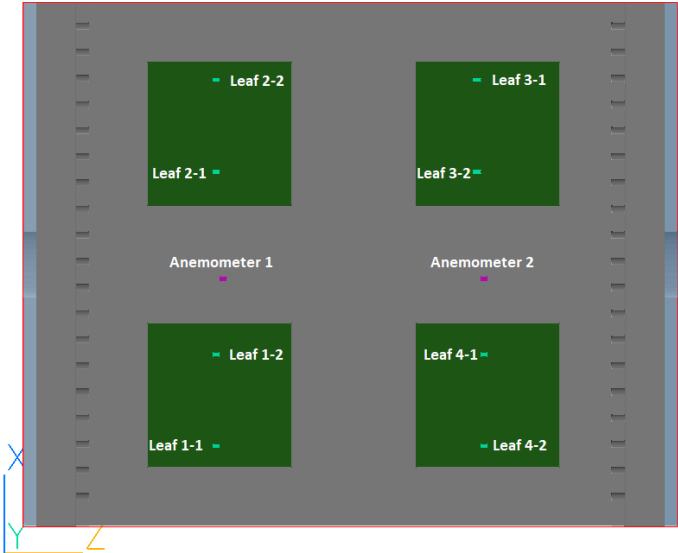 Leaf 2-2
Leaf 3-1
Leaf 2-1
Leaf 3-2
Anemometer 1
Anemometer 2
Leaf 1-2
Leaf 4-1
Leaf 1-1
Leaf 4-2
X
Y
Z